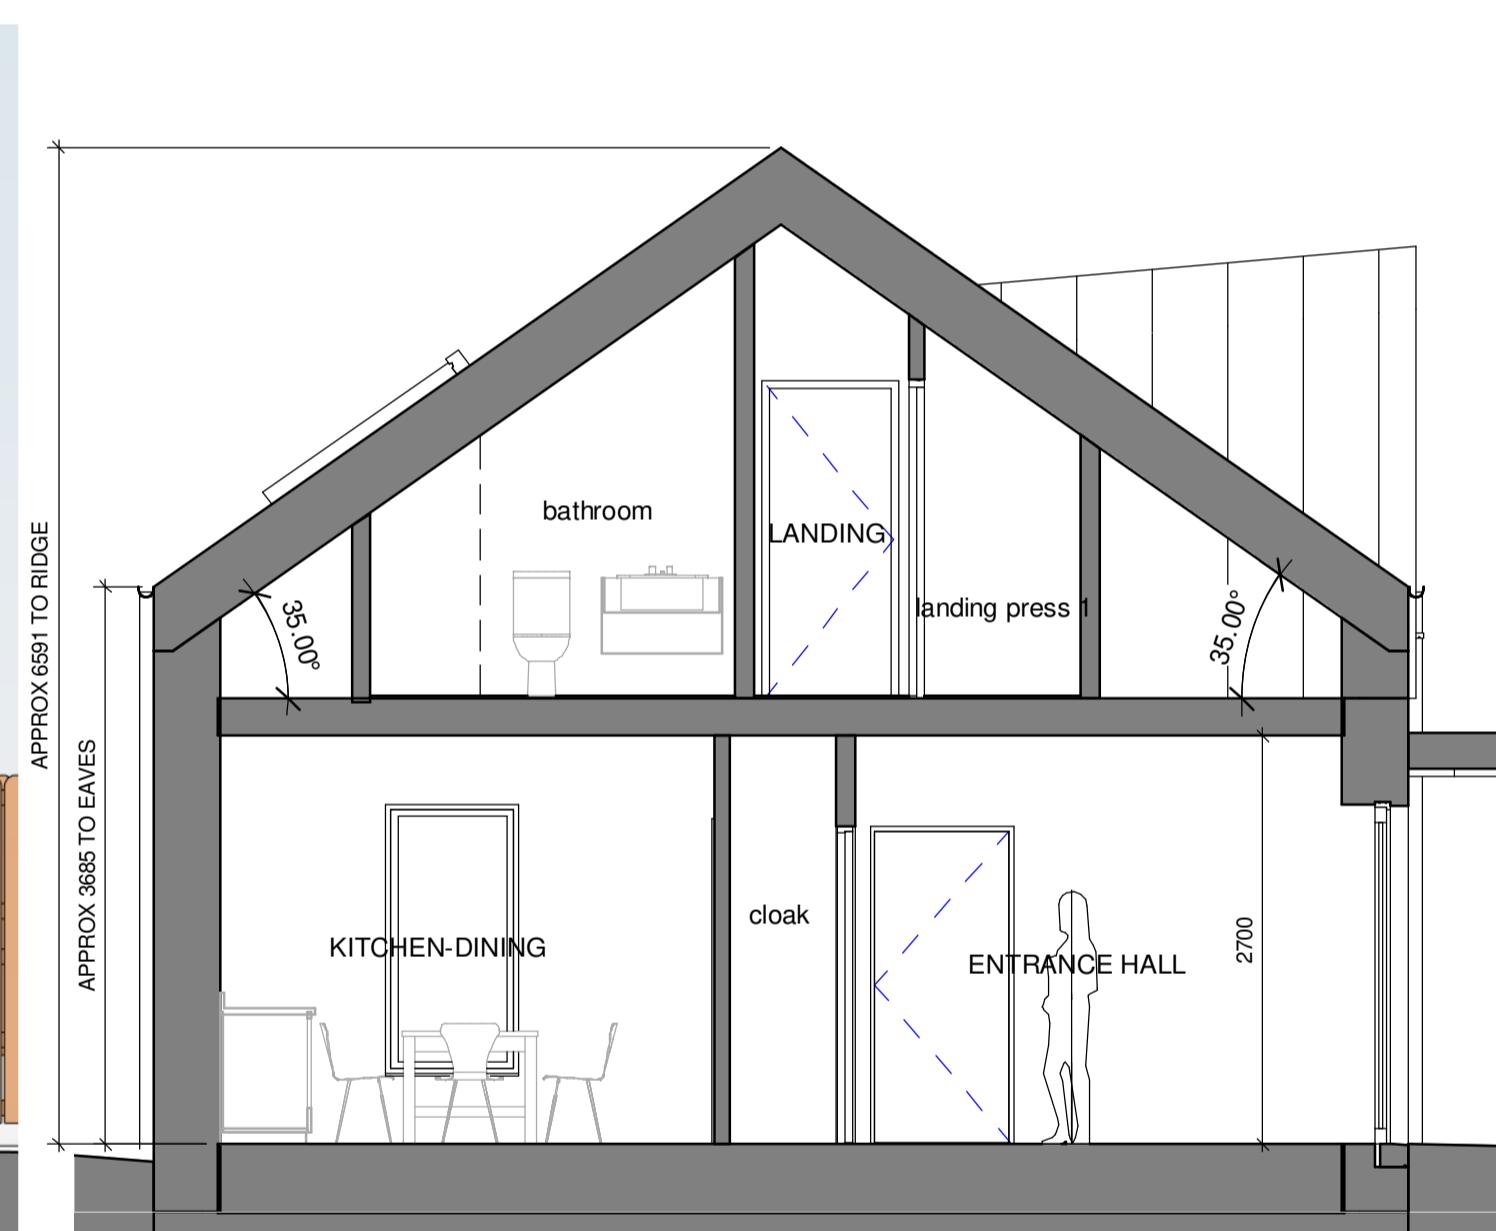 bathroom
LANDING
landing press 1
35.00°
35.00°
APPROX 6591 TO RIDGE
APPROX 3685 TO EAVES
KITCHEN-DINING
cloak
ENTRANCE HALL
2700